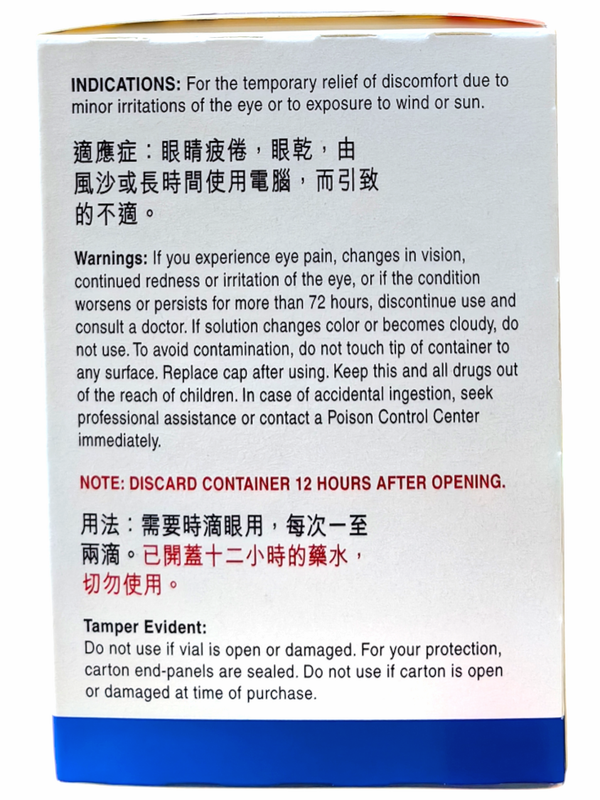 INDICATIONS: For the temporary relief of discomfort due to
minor irritations of the eye or to exposure to wind or sun.
適應症：眼睛疲倦，眼乾，由
風沙或長時間使用電腦，而引致
的不適。
Warnings: If you experience eye pain, changes in vision,
continued redness or irritation of the eye, or if the condition
worsens or persists for more than 72 hours, discontinue use and
consult a doctor. If solution changes color or becomes cloudy, do
not use. To avoid contamination, do not touch tip of container to
any surface. Replace cap after using. Keep this and all drugs out
of the reach of children. In case of accidental ingestion, seek
professional assistance or contact a Poison Control Center
immediately.
NOTE: DISCARD CONTAINER 12 HOURS AFTER OPENING.
用法：需要時滴眼用，每次一至
兩滴。已開蓋十二小時的藥水，
切勿使用。
Tamper Evident:
Do not use if vial is open or damaged. For your protection,
carton end-panels are sealed. Do not use if carton is open
or damaged at time of purchase.